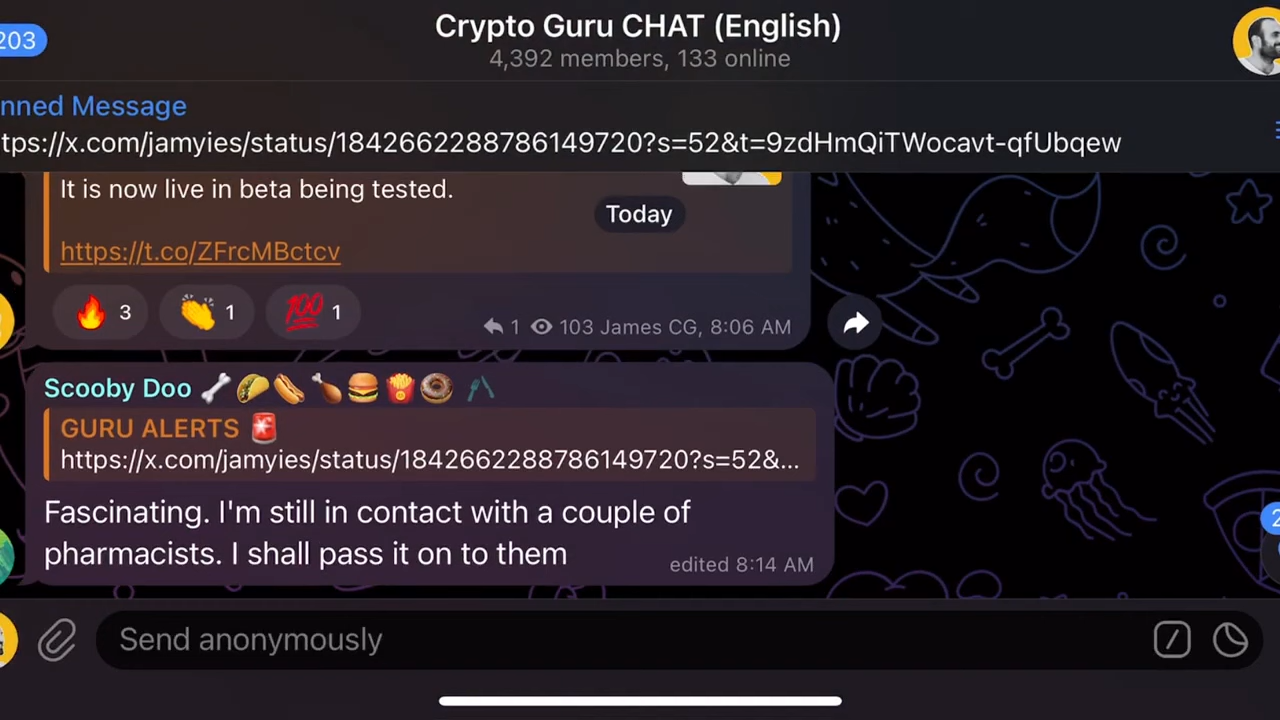 203
Crypto Guru CHAT (English)
4,392 members, 133 online
nned Message
tps://x.com/jamyies/status/1842662288786149720?s=52&t=9zdHmQiTWocavt-qfUbqew
It is now live in beta being tested.
Today
https://t.co/ZFrcMBctcv
🔥 3 👏 1 💯 1
1 103 James CG, 8:06 AM
Scooby Doo 🦴🌮🌭🍗🍔🍟🍩
GURU ALERTS 🚨
https://x.com/jamyies/status/1842662288786149720?s=52&...
Fascinating. I'm still in contact with a couple of
pharmacists. I shall pass it on to them
edited 8:14 AM
2
Send anonymously